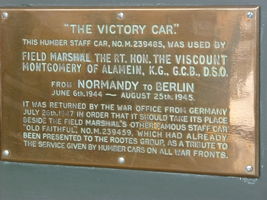 "THE VICTORY CAR."
THIS HUMBER STAFF CAR, NO. M. 239485, WAS USED BY
FIELD MARSHAL THE RT. HON. THE VISCOUNT
MONTGOMERY OF ALAMEIN, K.G., G.C.B., D.S.O.
FROM NORMANDY TO BERLIN
JUNE 6TH. 1944 — AUGUST 25TH. 1945.
IT WAS RETURNED BY THE WAR OFFICE FROM GERMANY
JULY 26TH. 1947 IN ORDER THAT IT SHOULD TAKE ITS PLACE
BESIDE THE FIELD MARSHAL'S OTHER FAMOUS STAFF CAR
"OLD FAITHFUL", NO. M. 239459, WHICH HAD ALREADY
BEEN PRESENTED TO THE ROOTES GROUP, AS A TRIBUTE TO
THE SERVICE GIVEN BY HUMBER CARS ON ALL WAR FRONTS.